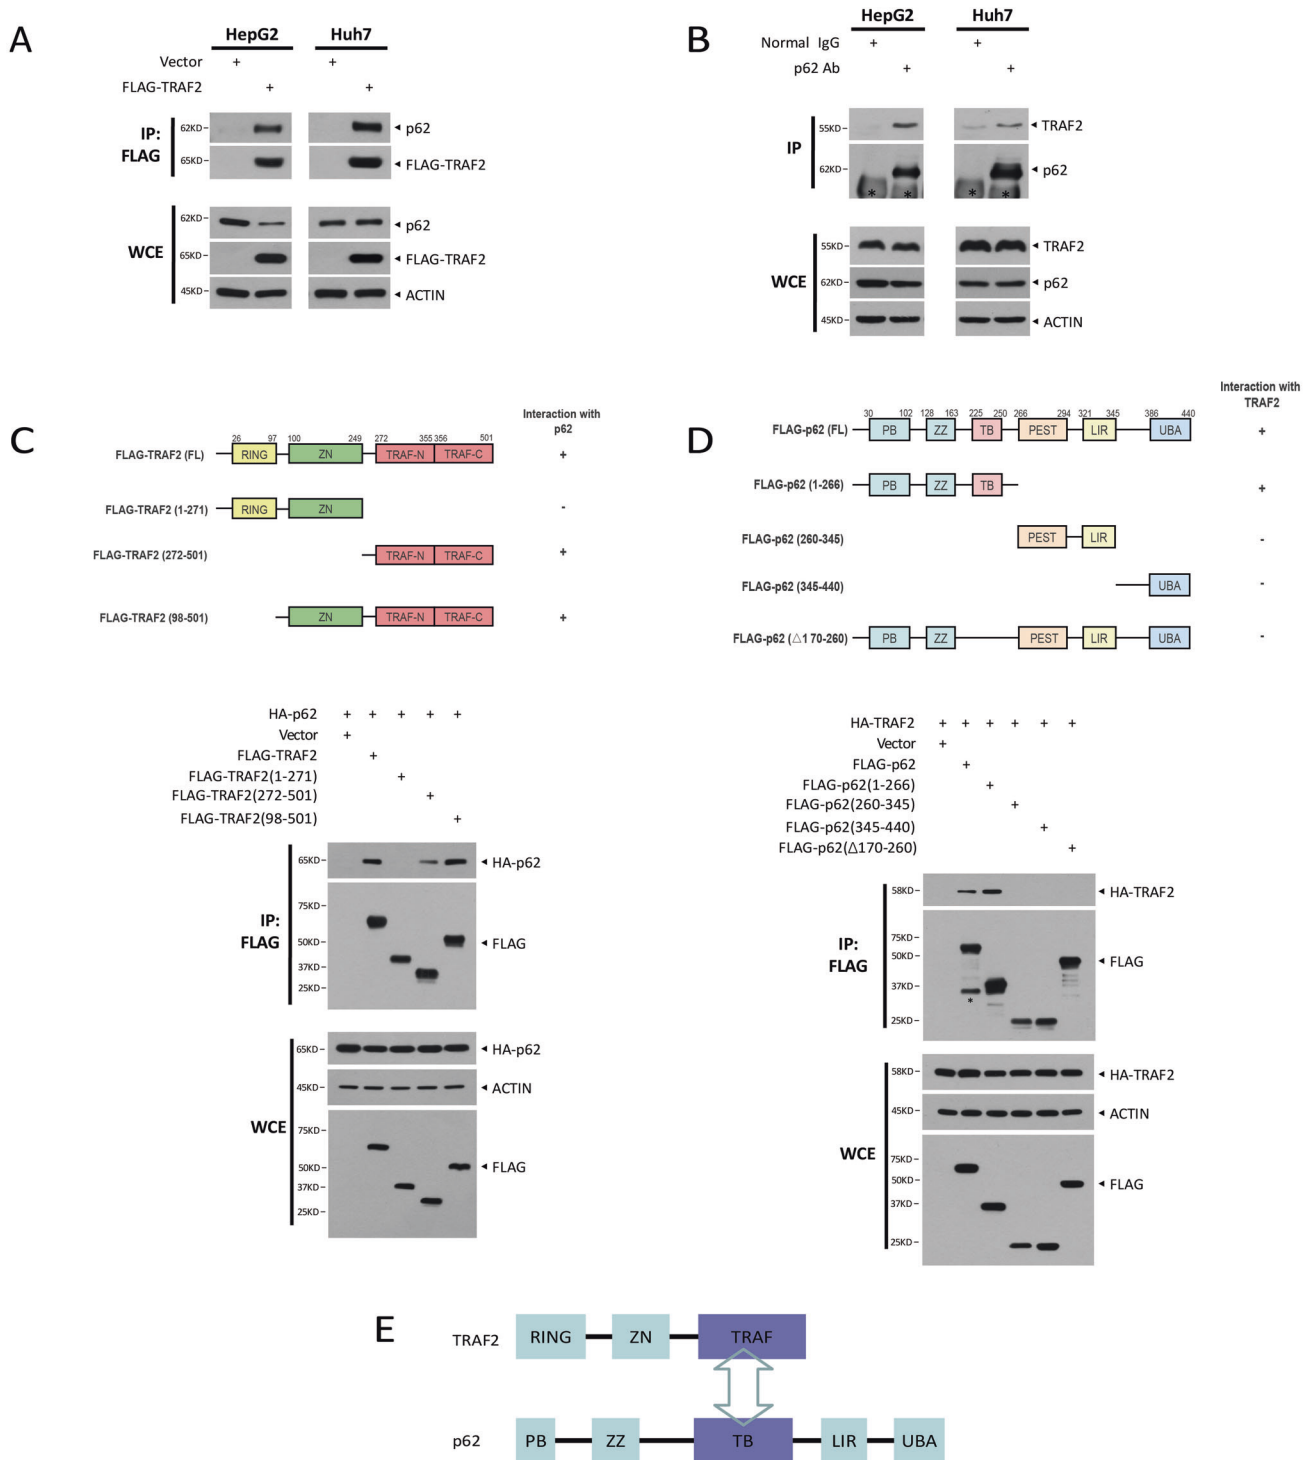 A
HepG2 Huh7
Vector + +
FLAG-TRAF2 + +
IP: FLAG
62KD p62
65KD FLAG-TRAF2
WCE
62KD p62
65KD FLAG-TRAF2
45KD ACTIN
B
HepG2 Huh7
Normal IgG + +
p62 Ab + +
IP
55KD TRAF2
62KD p62
* * * *
WCE
55KD TRAF2
62KD p62
45KD ACTIN
C
Interaction with p62
26 97 100 249 272 355 356 501
FLAG-TRAF2 (FL) RING ZN TRAF-N TRAF-C +
FLAG-TRAF2 (1-271) RING ZN -
FLAG-TRAF2 (272-501) TRAF-N TRAF-C +
FLAG-TRAF2 (98-501) ZN TRAF-N TRAF-C +
HA-p62 + + + + +
Vector +
FLAG-TRAF2 +
FLAG-TRAF2(1-271) +
FLAG-TRAF2(272-501) +
FLAG-TRAF2(98-501) +
IP: FLAG
65KD HA-p62
75KD
50KD FLAG
37KD
25KD
WCE
65KD HA-p62
45KD ACTIN
75KD
50KD FLAG
37KD
25KD
D
Interaction with TRAF2
30 102 128 163 225 250 266 294 321 345 386 440
FLAG-p62 (FL) PB ZZ TB PEST LIR UBA +
FLAG-p62 (1-266) PB ZZ TB +
FLAG-p62 (260-345) PEST LIR -
FLAG-p62 (345-440) UBA -
FLAG-p62 (△1 70-260) PB ZZ PEST LIR UBA -
HA-TRAF2 + + + + + +
Vector +
FLAG-p62 +
FLAG-p62(1-266) +
FLAG-p62(260-345) +
FLAG-p62(345-440) +
FLAG-p62(△170-260) +
IP: FLAG
58KD HA-TRAF2
75KD
50KD FLAG
37KD
*
25KD
WCE
58KD HA-TRAF2
45KD ACTIN
75KD
50KD FLAG
37KD
25KD
E
TRAF2 RING ZN TRAF
p62 PB ZZ TB LIR UBA